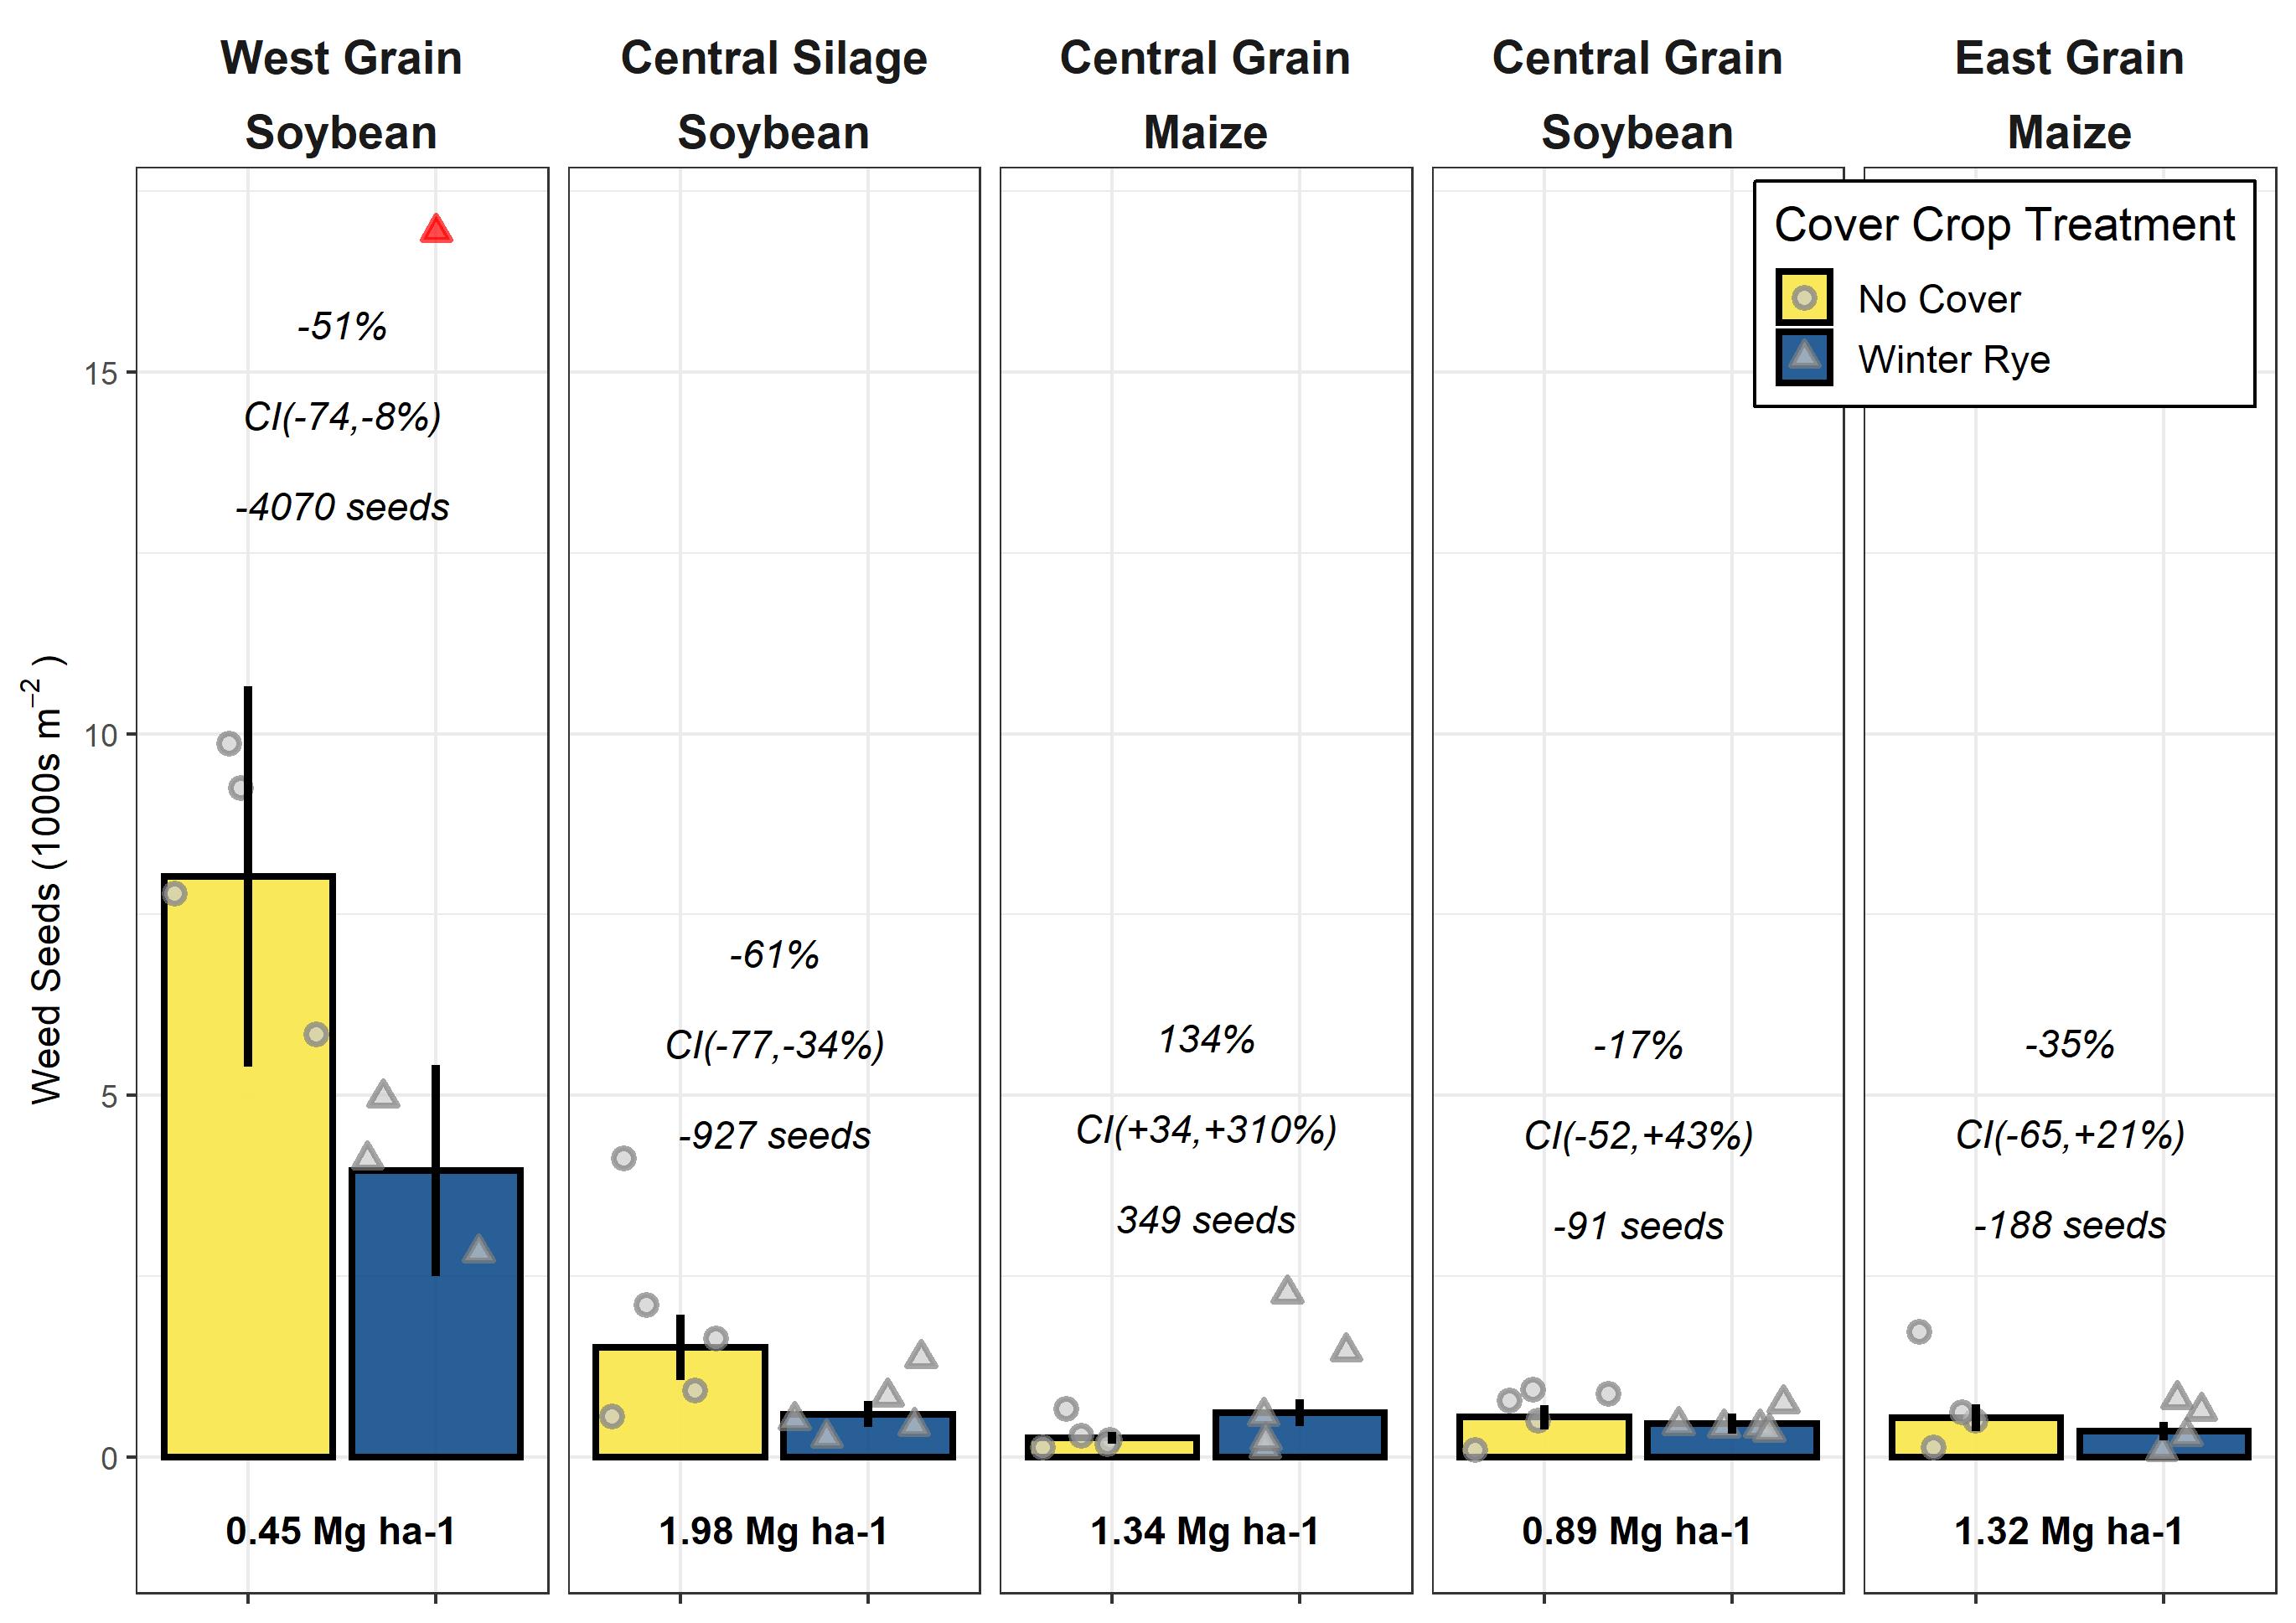 West Grain
Soybean
Central Silage
Soybean
Central Grain
Maize
Central Grain
Soybean
East Grain
Maize
Cover Crop Treatment
No Cover
Winter Rye
Weed Seeds (1000s m⁻²)
15
10
5
0
-51%
CI(-74,-8%)
-4070 seeds
-61%
CI(-77,-34%)
-927 seeds
134%
CI(+34,+310%)
349 seeds
-17%
CI(-52,+43%)
-91 seeds
-35%
CI(-65,+21%)
-188 seeds
0.45 Mg ha-1
1.98 Mg ha-1
1.34 Mg ha-1
0.89 Mg ha-1
1.32 Mg ha-1